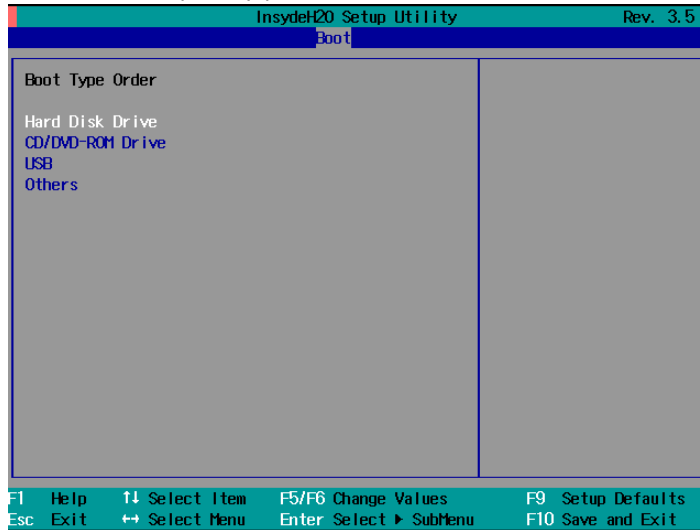 InsydeH2O Setup Utility Rev. 3.5
Boot
Boot Type Order
Hard Disk Drive
CD/DVD-ROM Drive
USB
Others
F1 Help ↑↓ Select Item F5/F6 Change Values F9 Setup Defaults
Esc Exit ↔ Select Menu Enter Select ▶ SubMenu F10 Save and Exit